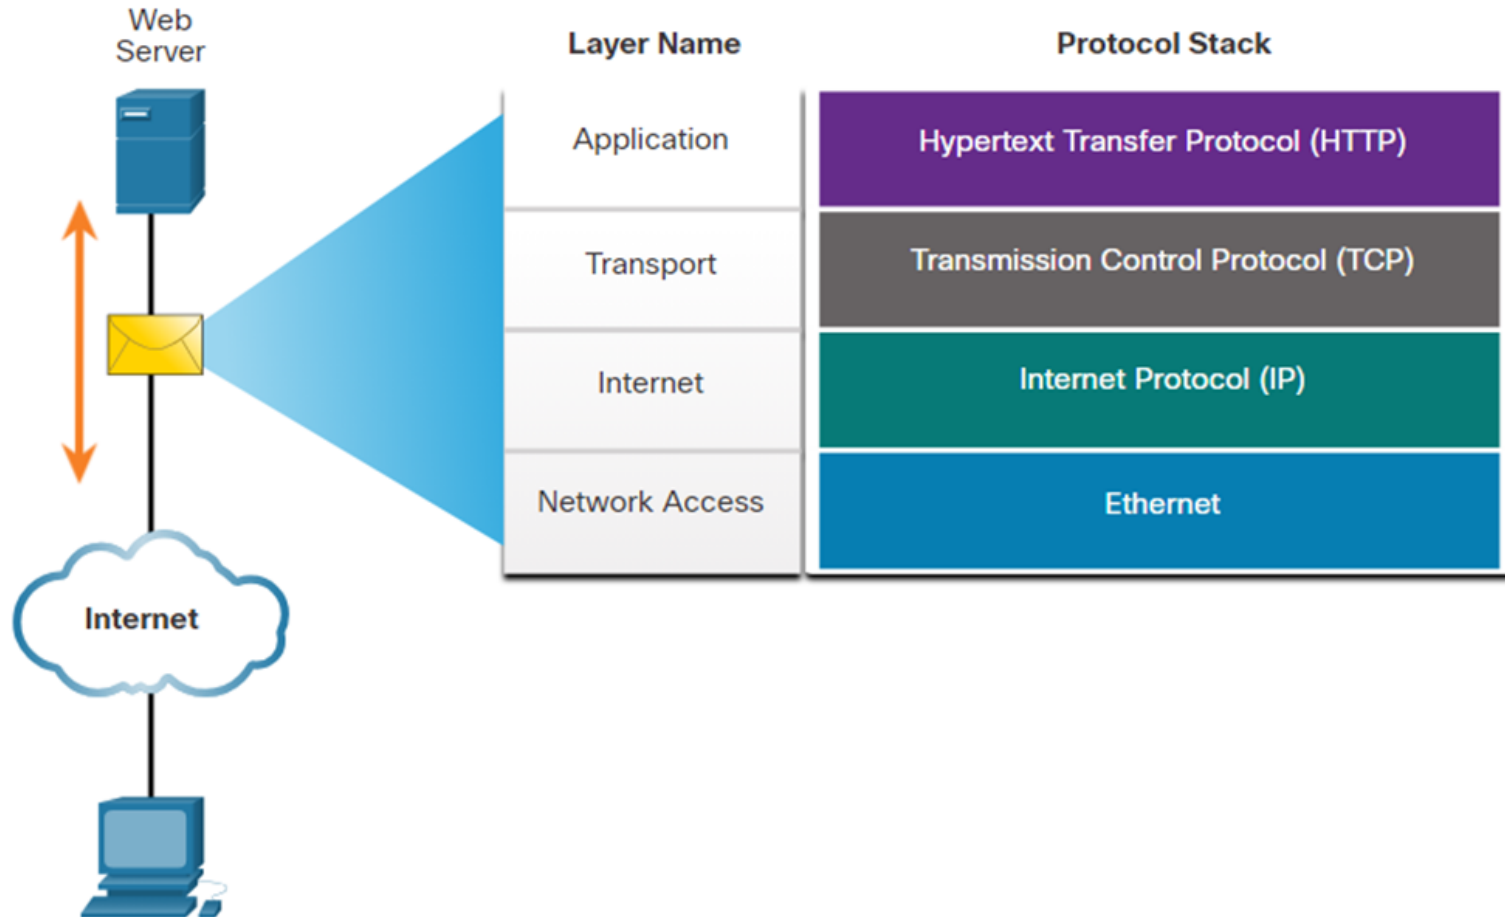 Web
Server
Layer Name
Protocol Stack
Application
Hypertext Transfer Protocol (HTTP)
Transport
Transmission Control Protocol (TCP)
Internet
Internet Protocol (IP)
Network Access
Ethernet
Internet